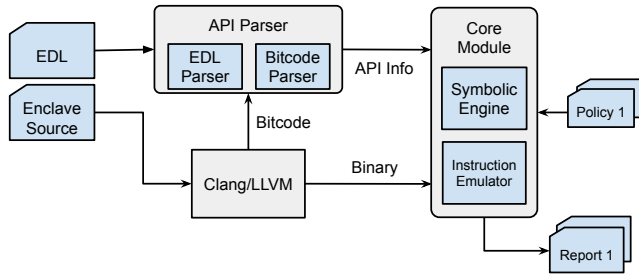 API Parser
EDL
EDL
Parser
Bitcode
Parser
API Info
Core
Module
Symbolic
Engine
Instruction
Emulator
Policy 1
Enclave
Source
Bitcode
Clang/LLVM
Binary
Report 1